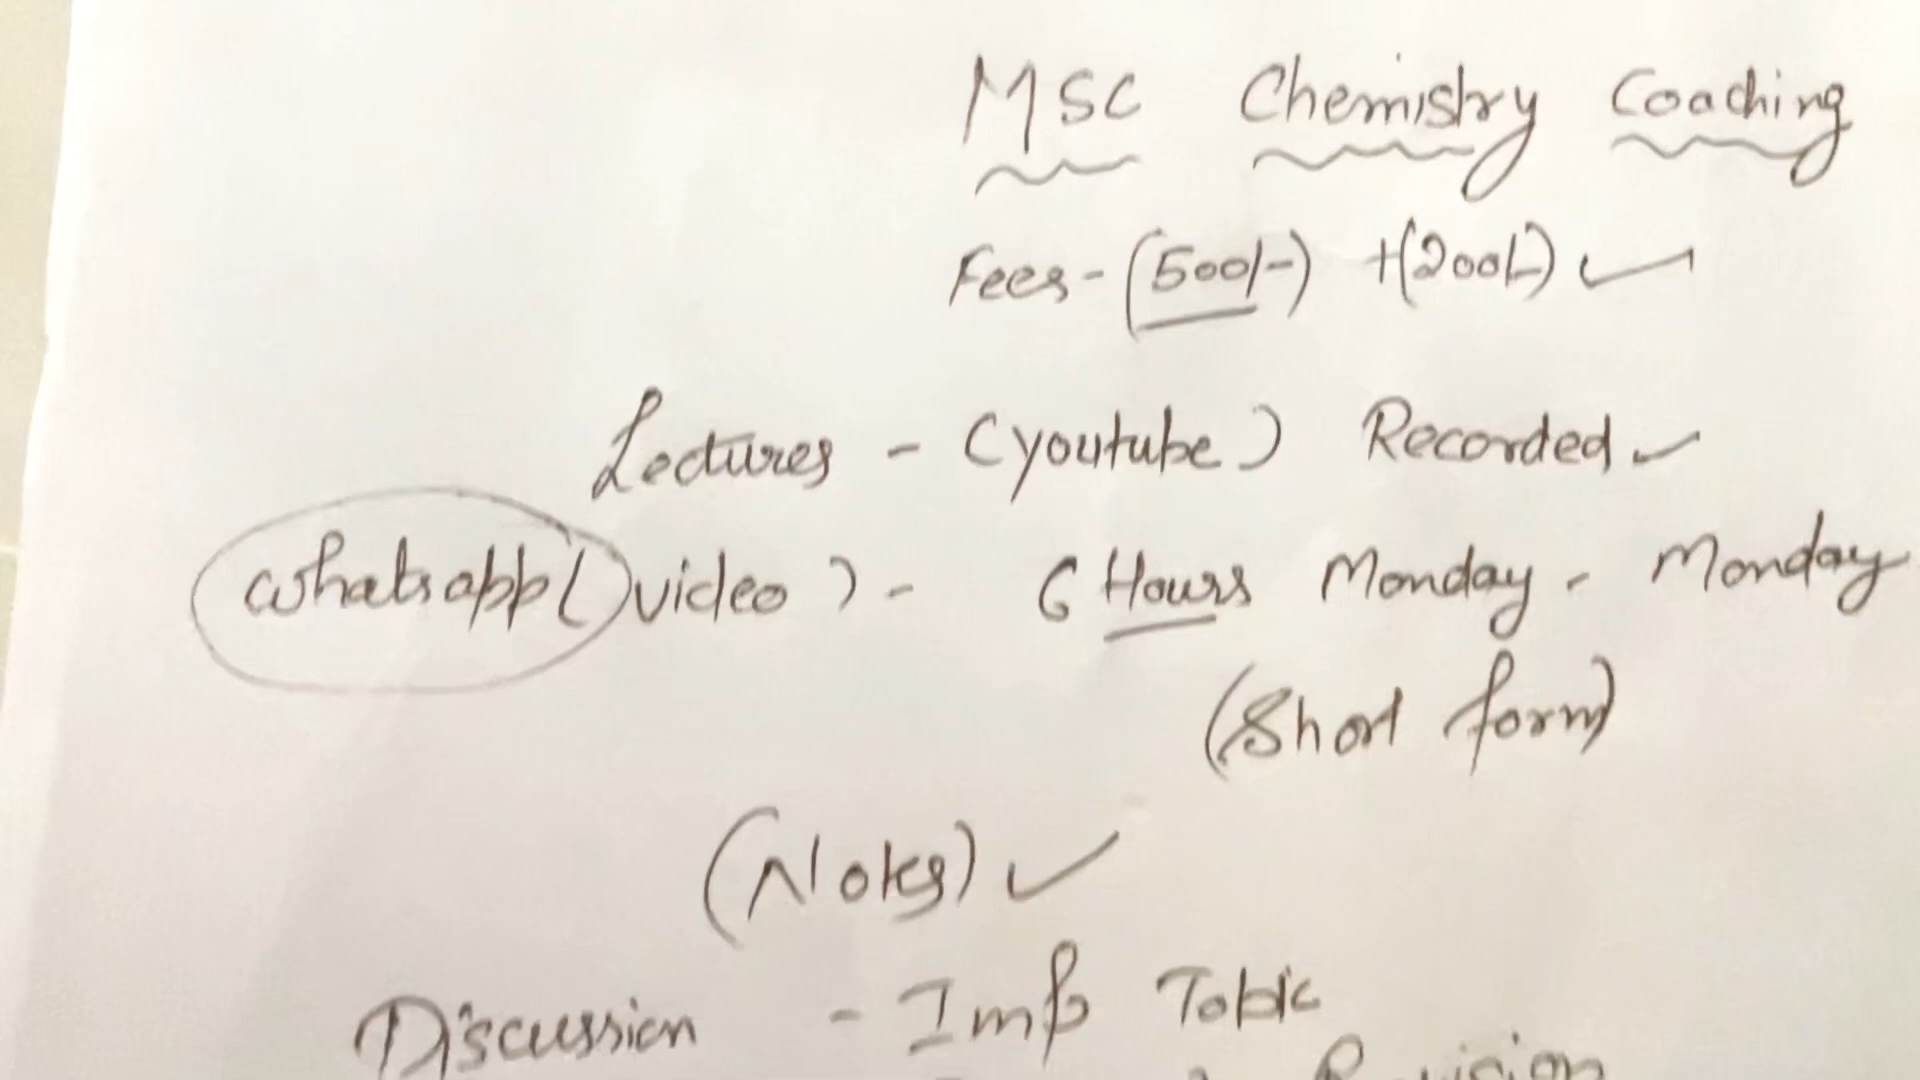 MSC Chemistry Coaching
Fees - (500/-) + (200/-)
Lectures - (youtube) Recorded
whatsapp (video) - 6 Hours Monday - Monday
(Short form)
(Notes)
Discussion - Imp Topic
Revision